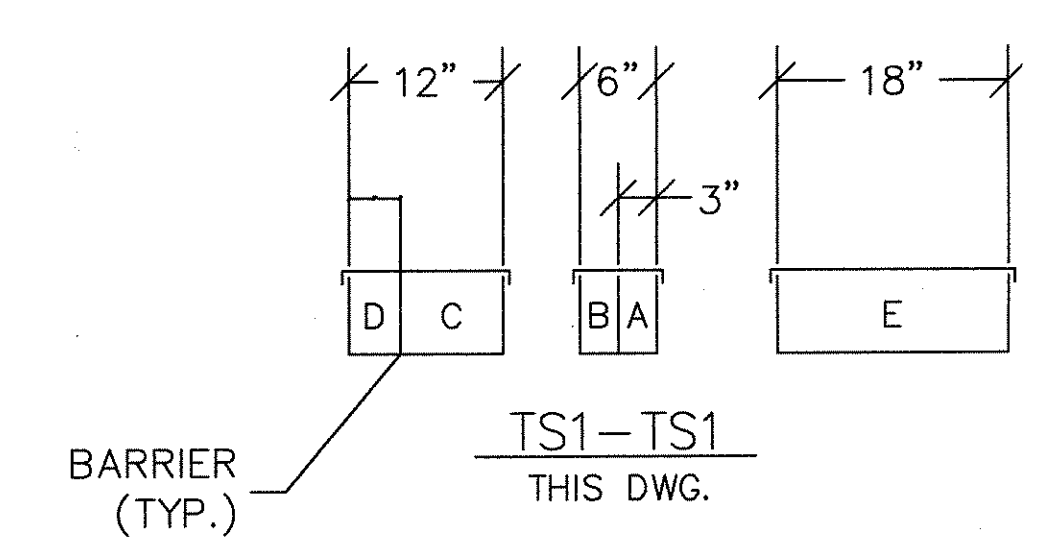 12”
6”
18”
3”
D
C
B
A
E
BARRIER
(TYP.)
TS1–TS1
THIS DWG.